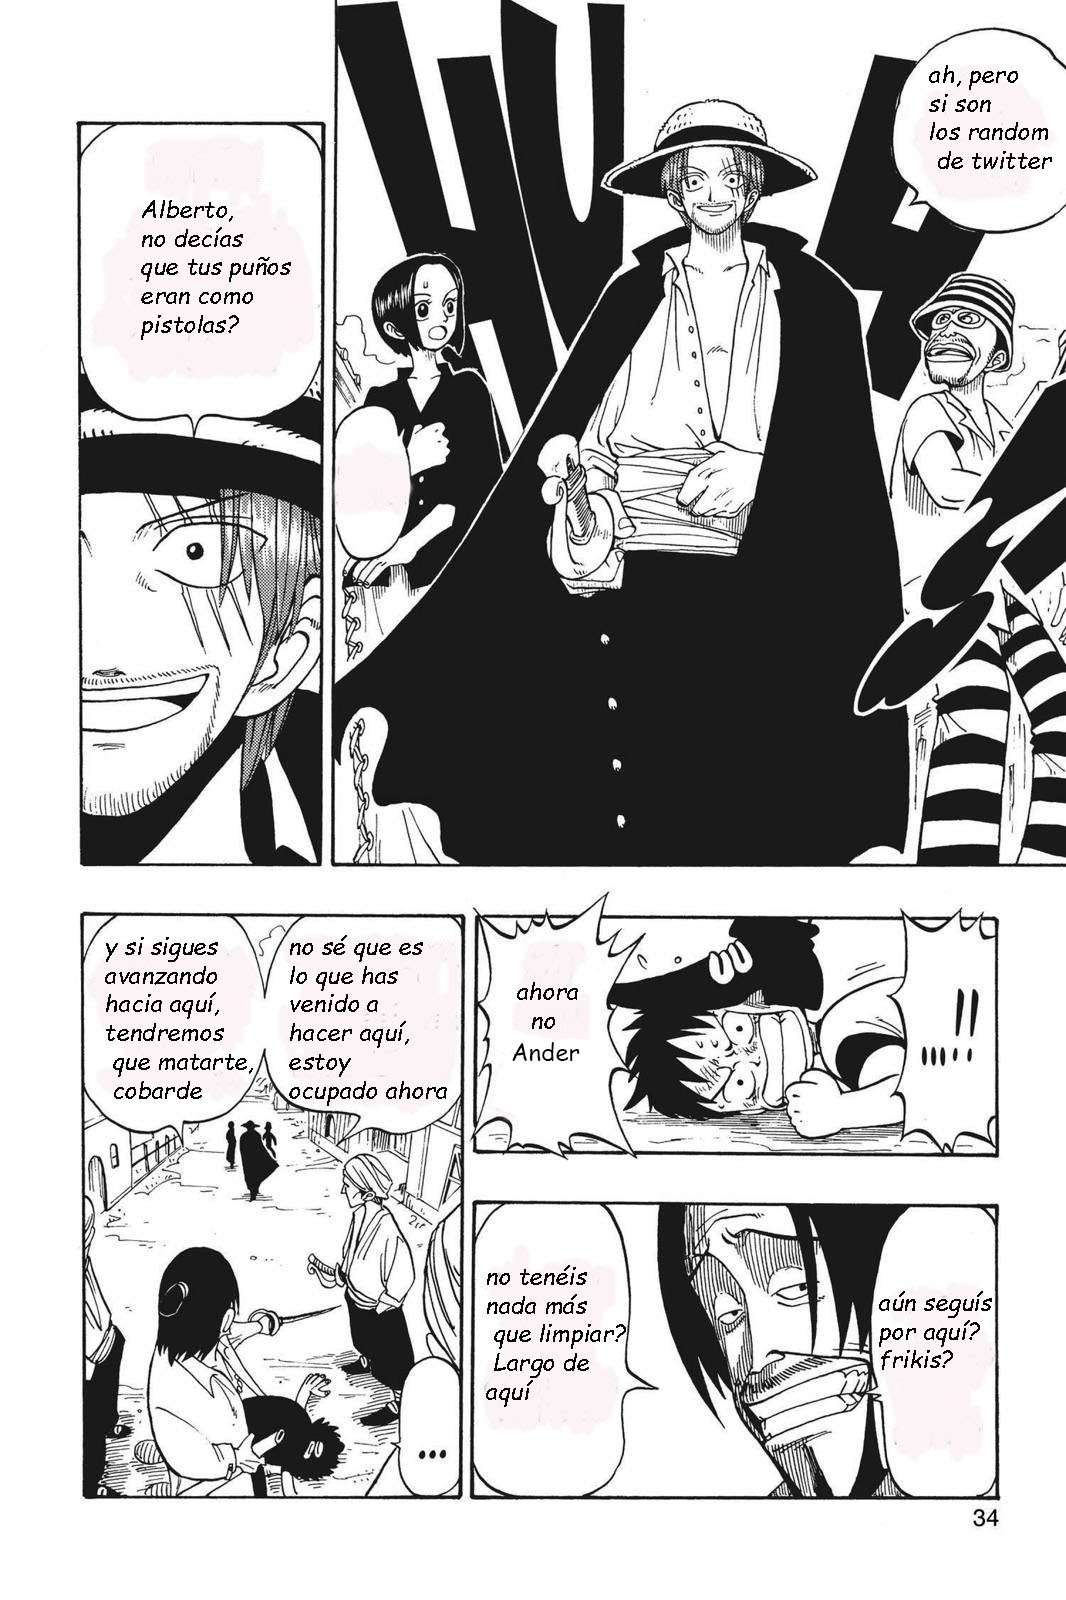 ah, pero
si son
los random
de twitter
Alberto,
no decías
que tus puños
eran como
pistolas?
ahora
no
Ander
!!
.....
no sé que es
lo que has
venido a
hacer aquí,
estoy
ocupado ahora
y si sigues
avanzando
hacia aquí,
tendremos
que matarte,
cobarde
...
aún seguís
por aquí?
frikis?
no tenéis
nada más
que limpiar?
Largo de
aquí
34